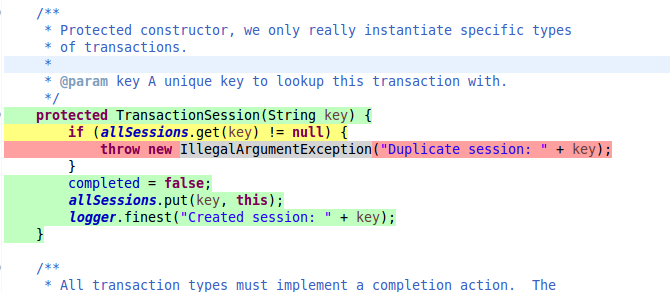 /**
 * Protected constructor, we only really instantiate specific types
 * of transactions.
 *
 * @param key A unique key to lookup this transaction with.
 */
protected TransactionSession(String key) {
    if (allSessions.get(key) != null) {
        throw new IllegalArgumentException("Duplicate session: " + key);
    }
    completed = false;
    allSessions.put(key, this);
    logger.finest("Created session: " + key);
}

/**
 * All transaction types must implement a completion action.  The